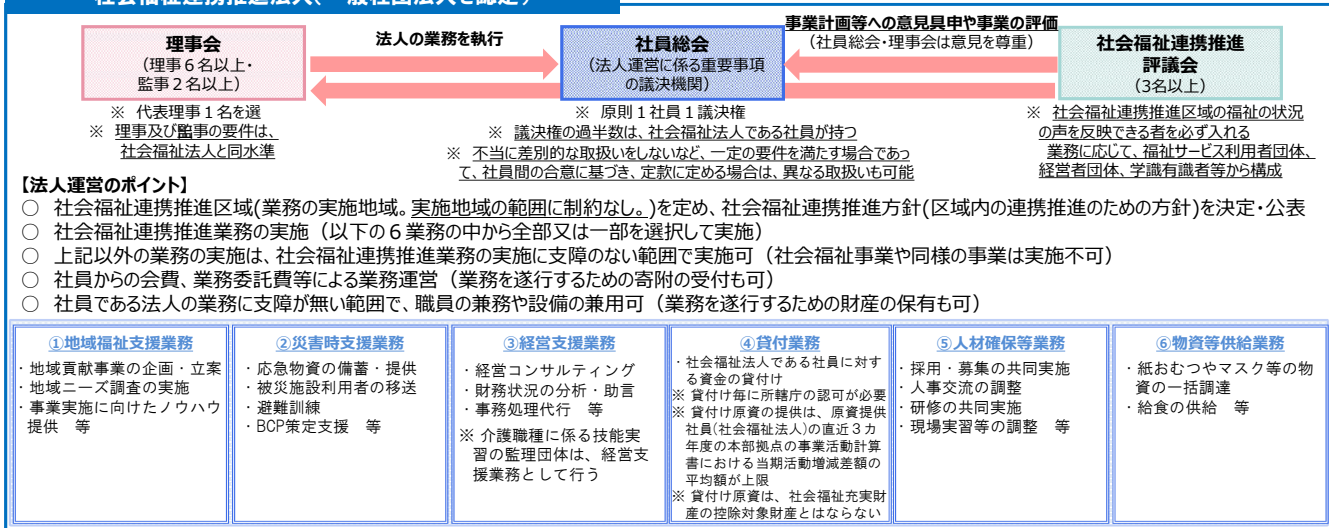 社会福祉連携推進法人(一般社団法人を認定)
理事会
(理事6名以上・
監事2名以上)
※ 代表理事1名を選
※ 理事及び監事の要件は、
社会福祉法人と同水準
法人の業務を執行
社員総会
(法人運営に係る重要事項
の議決機関)
※ 原則1社員1議決権
※ 議決権の過半数は、社会福祉法人である社員が持つ
※ 不当に差別的な取扱いをしないなど、一定の要件を満たす場合であっ
て、社員間の合意に基づき、定款に定める場合は、異なる取扱いも可能
事業計画等への意見具申や事業の評価
(社員総会・理事会は意見を尊重)
社会福祉連携推進
評議会
(3名以上)
※ 社会福祉連携推進区域の福祉の状況
の声を反映できる者を必ず入れる
業務に応じて、福祉サービス利用者団体、
経営者団体、学識有識者等から構成
【法人運営のポイント】
○ 社会福祉連携推進区域(業務の実施地域。実施地域の範囲に制約なし。)を定め、社会福祉連携推進方針(区域内の連携推進のための方針)を決定・公表
○ 社会福祉連携推進業務の実施(以下の6業務の中から全部又は一部を選択して実施)
○ 上記以外の業務の実施は、社会福祉連携推進業務の実施に支障のない範囲で実施可(社会福祉事業や同様の事業は実施不可)
○ 社員からの会費、業務委託費等による業務運営(業務を遂行するための寄附の受付も可)
○ 社員である法人の業務に支障が無い範囲で、職員の兼務や設備の兼用可(業務を遂行するための財産の保有も可)
①地域福祉支援業務
・地域貢献事業の企画・立案
・地域ニーズ調査の実施
・事業実施に向けたノウハウ
提供 等
②災害時支援業務
・応急物資の備蓄・提供
・被災施設利用者の移送
・避難訓練
・BCP策定支援 等
③経営支援業務
・経営コンサルティング
・財務状況の分析・助言
・事務処理代行 等
※ 介護職種に係る技能実
習の監理団体は、経営支
援業務として行う
④貸付業務
・社会福祉法人である社員に対す
る資金の貸付け
※ 貸付け毎に所轄庁の認可が必要
※ 貸付け原資の提供は、原資提供
社員(社会福祉法人)の直近3カ
年度の本部拠点の事業活動計算
書における当期活動増減差額の
平均額が上限
※ 貸付け原資は、社会福祉充実財
産の控除対象財産とはならない
⑤人材確保等業務
・採用・募集の共同実施
・人事交流の調整
・研修の共同実施
・現場実習等の調整 等
⑥物資等供給業務
・紙おむつやマスク等の物
資の一括調達
・給食の供給 等